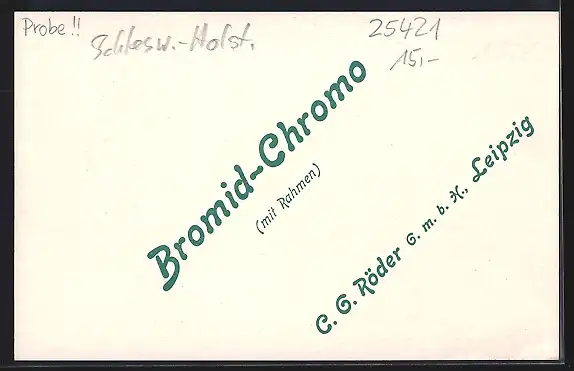 Probe!!
Schlesw.-Holst.
25421
15,-
Bromid-Chromo
(mit Rahmen)
C. G. Röder G. m. b. H., Leipzig